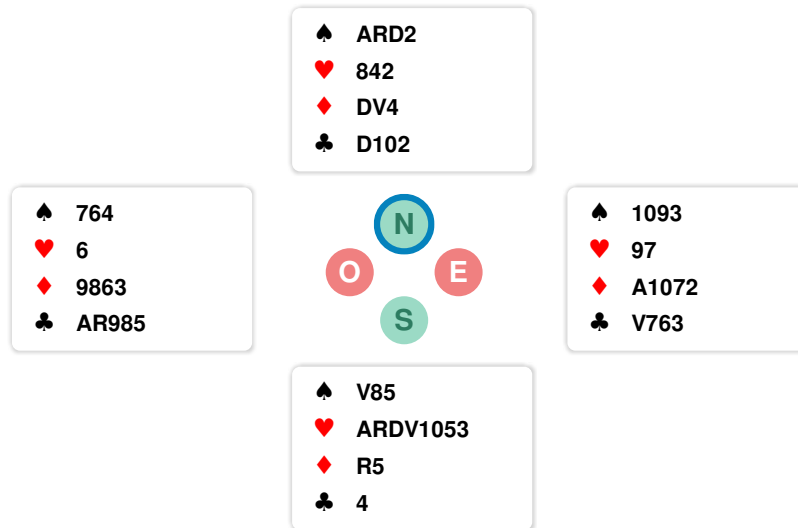 ♠ ARD2
♥ 842
♦ DV4
♣ D102
♠ 764
♥ 6
♦ 9863
♣ AR985
N
O
E
S
♠ 1093
♥ 97
♦ A1072
♣ V763
♠ V85
♥ ARDV1053
♦ R5
♣ 4